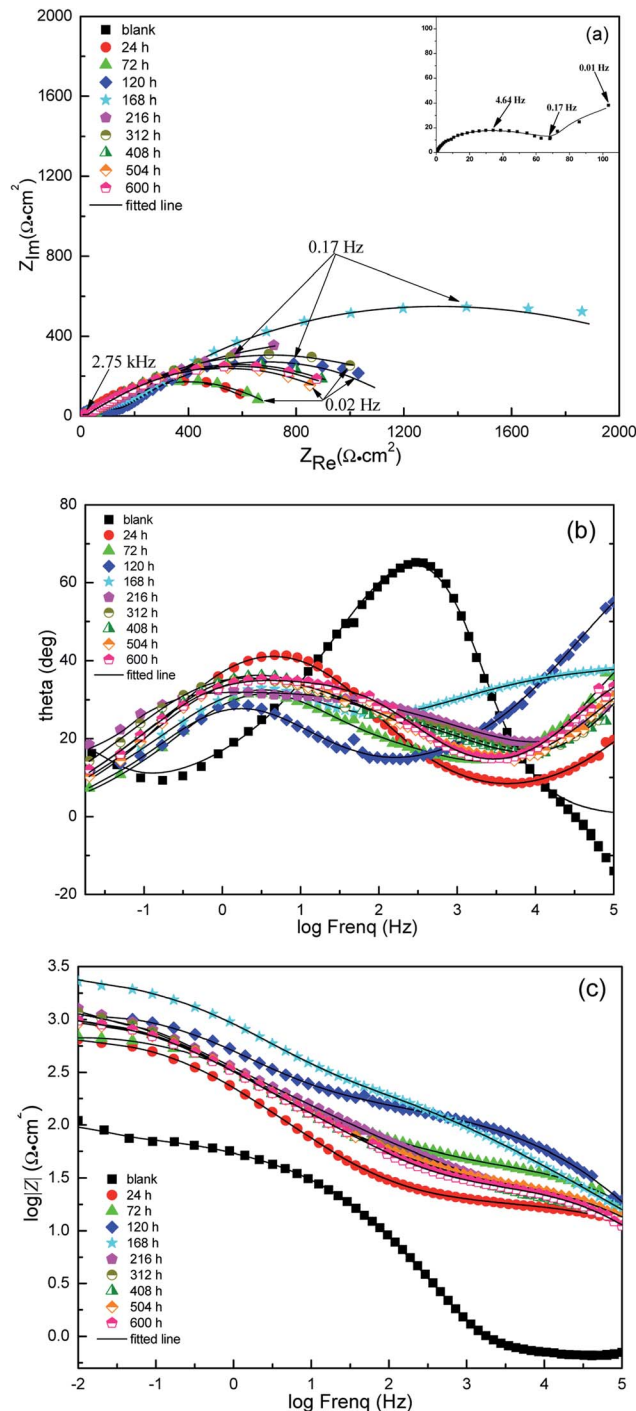 2000
1600
1200
800
400
0
Z_Im(Ω•cm²)
blank
24 h
72 h
120 h
168 h
216 h
312 h
408 h
504 h
600 h
fitted line
(a)
100
80
60
40
20
0
0 20 40 60 80 100
4.64 Hz
0.17 Hz
0.01 Hz
0.17 Hz
2.75 kHz
0.02 Hz
0 400 800 1200 1600 2000
Z_Re(Ω•cm²)
80
60
40
20
0
-20
theta (deg)
blank
24 h
72 h
120 h
168 h
216 h
312 h
408 h
504 h
600 h
fitted line
(b)
-1 0 1 2 3 4 5
log Frenq (Hz)
3.5
3.0
2.5
2.0
1.5
1.0
0.5
0.0
log|Z| (Ω•cm²)
(c)
blank
24 h
72 h
120 h
168 h
216 h
312 h
408 h
504 h
600 h
fitted line
-2 -1 0 1 2 3 4 5
log Frenq (Hz)